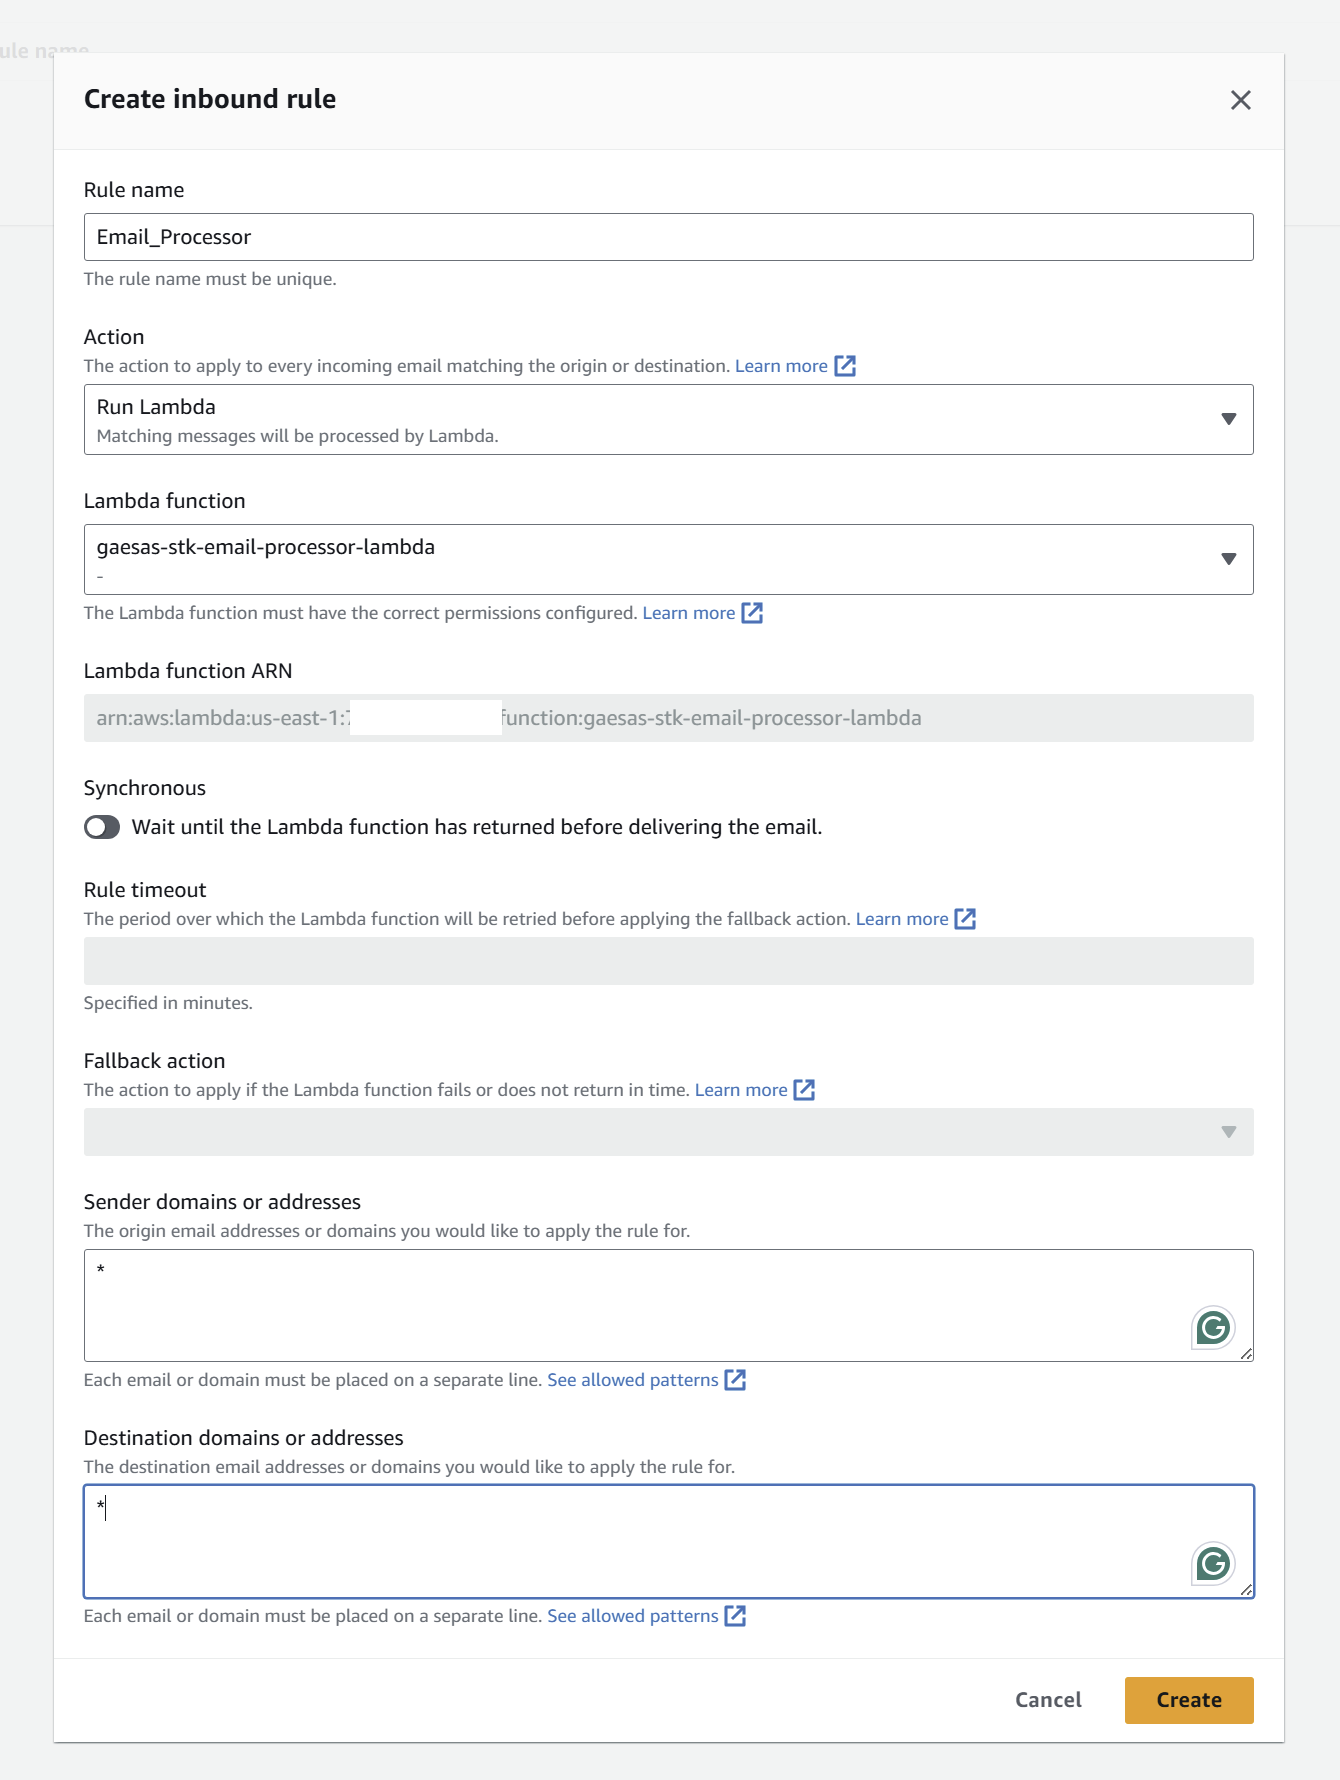 ule name
Create inbound rule
Rule name
Email_Processor
The rule name must be unique.
Action
The action to apply to every incoming email matching the origin or destination. Learn more
Run Lambda
Matching messages will be processed by Lambda.
Lambda function
gaesas-stk-email-processor-lambda
-
The Lambda function must have the correct permissions configured. Learn more
Lambda function ARN
arn:aws:lambda:us-east-1:7 function:gaesas-stk-email-processor-lambda
Synchronous
Wait until the Lambda function has returned before delivering the email.
Rule timeout
The period over which the Lambda function will be retried before applying the fallback action. Learn more
Specified in minutes.
Fallback action
The action to apply if the Lambda function fails or does not return in time. Learn more
Sender domains or addresses
The origin email addresses or domains you would like to apply the rule for.
*
Each email or domain must be placed on a separate line. See allowed patterns
Destination domains or addresses
The destination email addresses or domains you would like to apply the rule for.
*
Each email or domain must be placed on a separate line. See allowed patterns
Cancel
Create